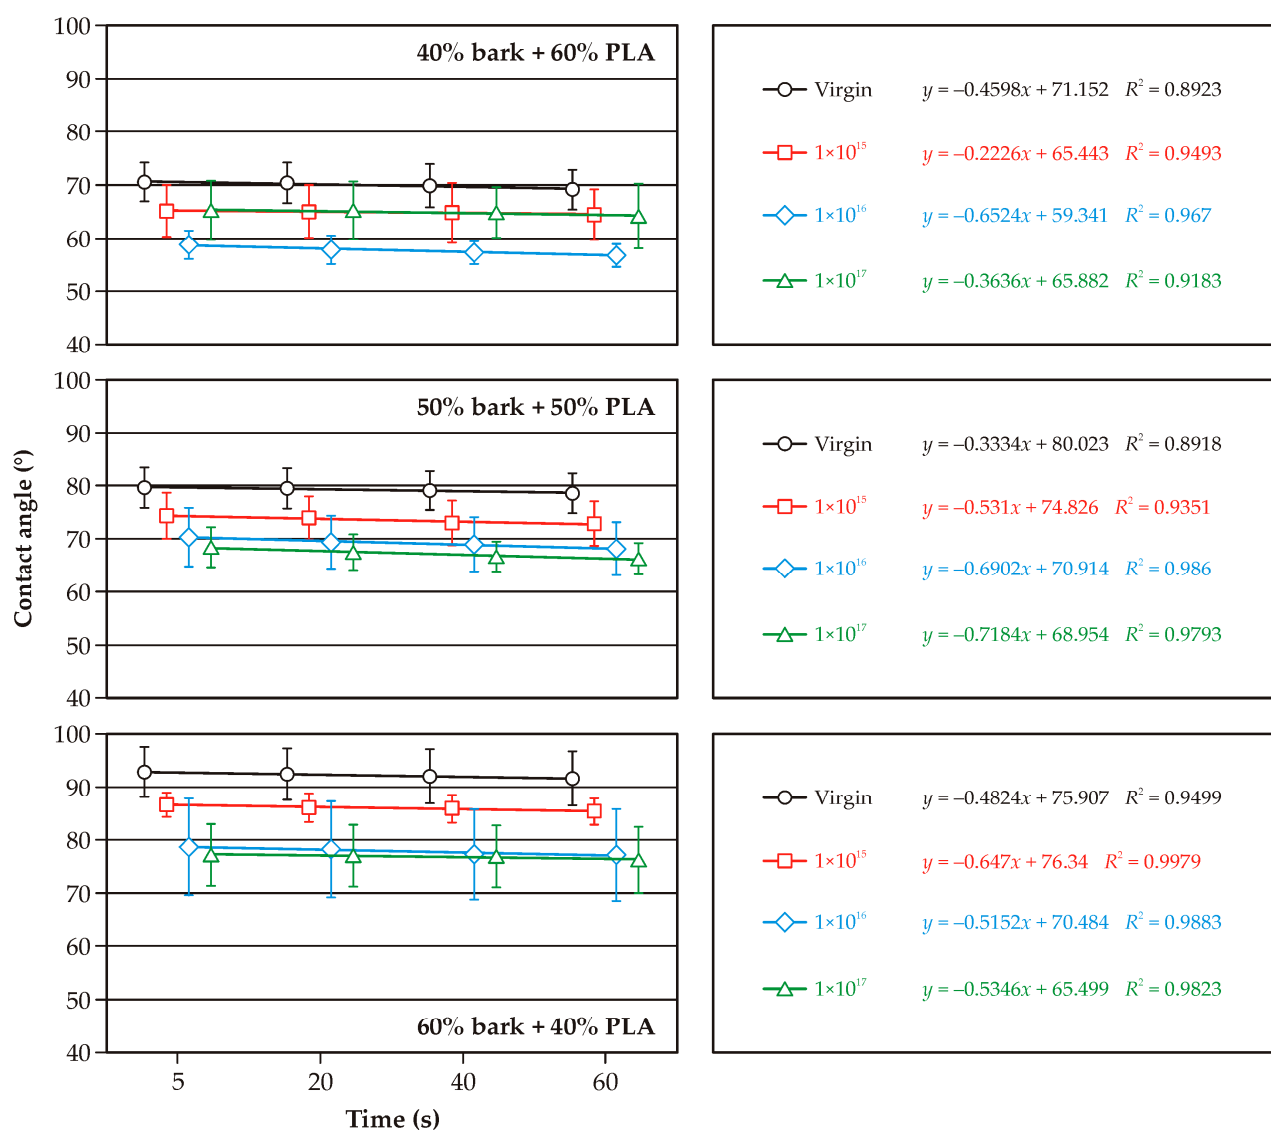 100
40% bark + 60% PLA
90
80
70
60
50
40
Virgin y = –0.4598x + 71.152 R² = 0.8923
1×10¹⁵ y = –0.2226x + 65.443 R² = 0.9493
1×10¹⁶ y = –0.6524x + 59.341 R² = 0.967
1×10¹⁷ y = –0.3636x + 65.882 R² = 0.9183
Contact angle (°)
100
50% bark + 50% PLA
90
80
70
60
50
40
Virgin y = –0.3334x + 80.023 R² = 0.8918
1×10¹⁵ y = –0.531x + 74.826 R² = 0.9351
1×10¹⁶ y = –0.6902x + 70.914 R² = 0.986
1×10¹⁷ y = –0.7184x + 68.954 R² = 0.9793
100
90
80
70
60
50
60% bark + 40% PLA
40
5 20 40 60
Time (s)
Virgin y = –0.4824x + 75.907 R² = 0.9499
1×10¹⁵ y = –0.647x + 76.34 R² = 0.9979
1×10¹⁶ y = –0.5152x + 70.484 R² = 0.9883
1×10¹⁷ y = –0.5346x + 65.499 R² = 0.9823